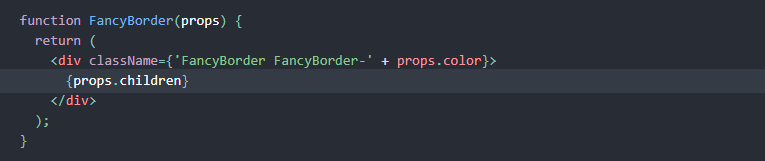 function FancyBorder(props) {
  return (
    <div className={'FancyBorder FancyBorder-' + props.color}>
      {props.children}
    </div>
  );
}